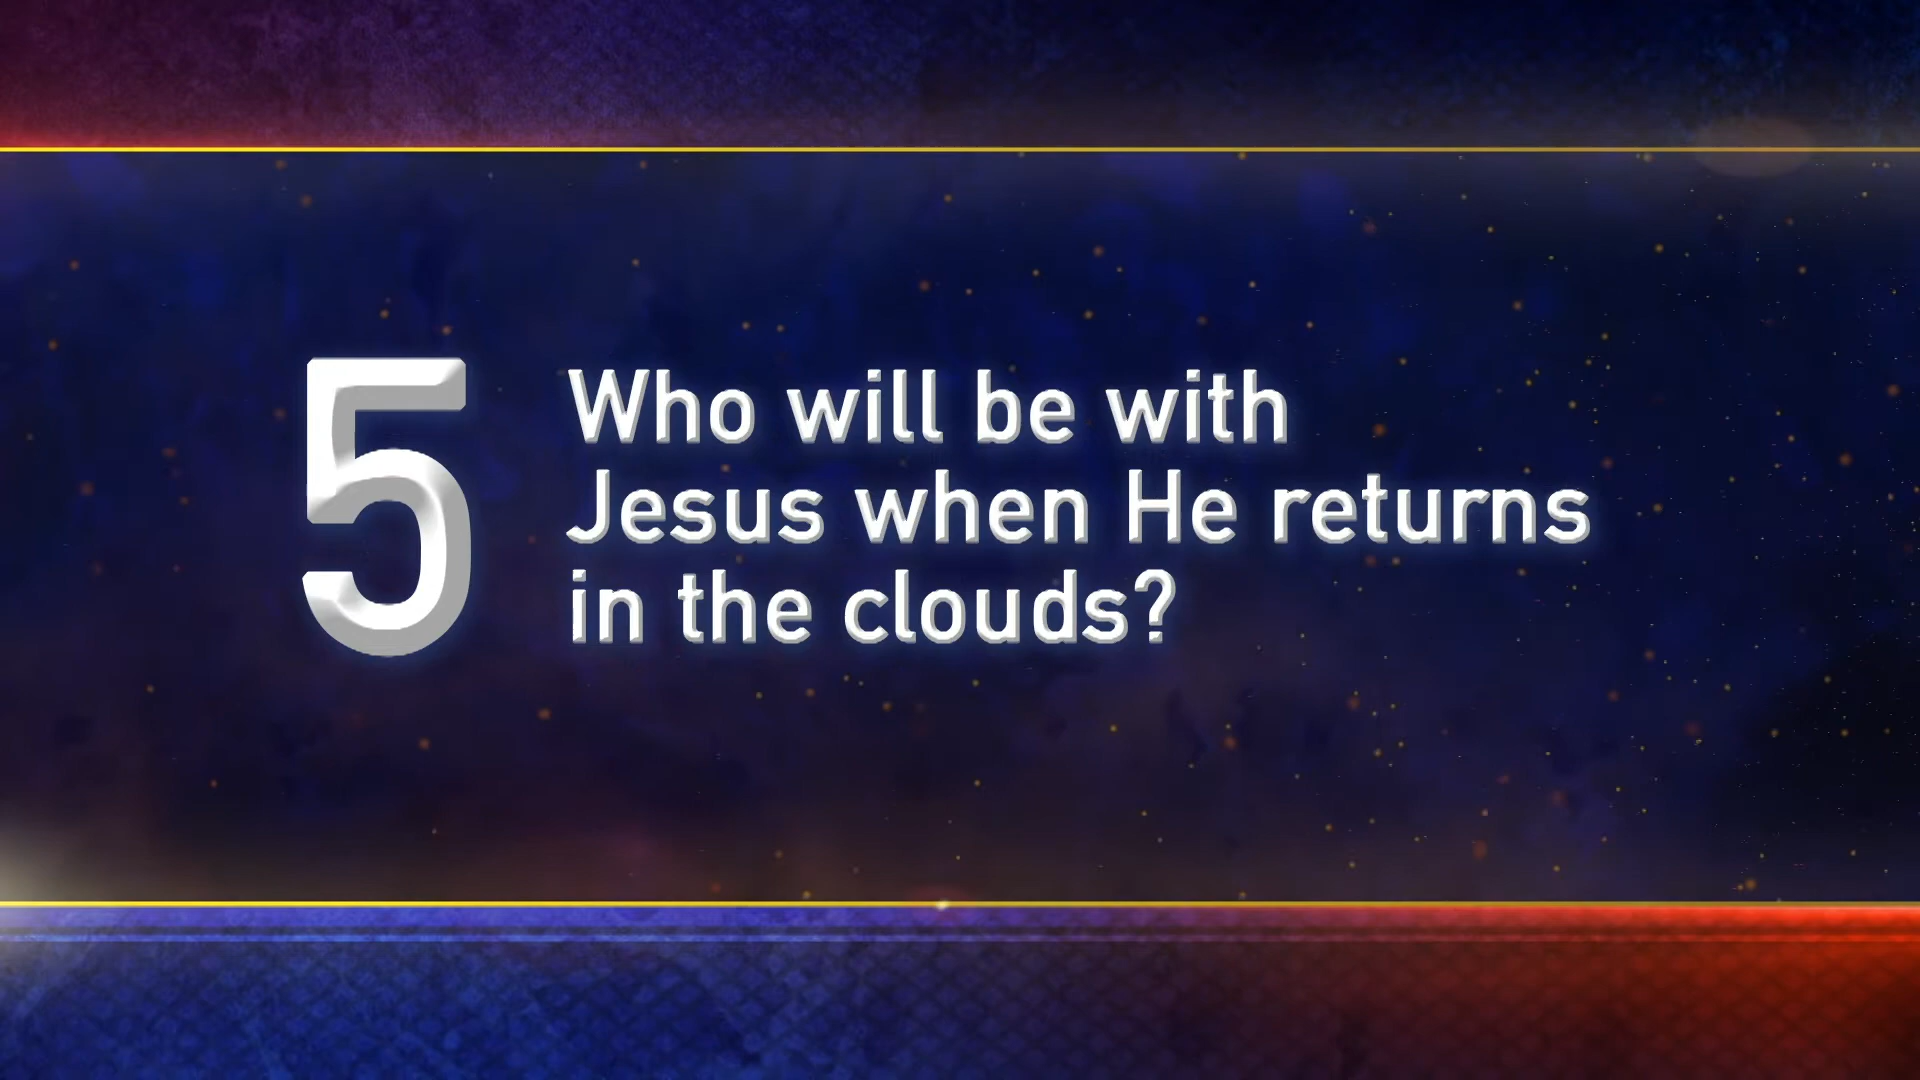 5
Who will be with
Jesus when He returns
in the clouds?